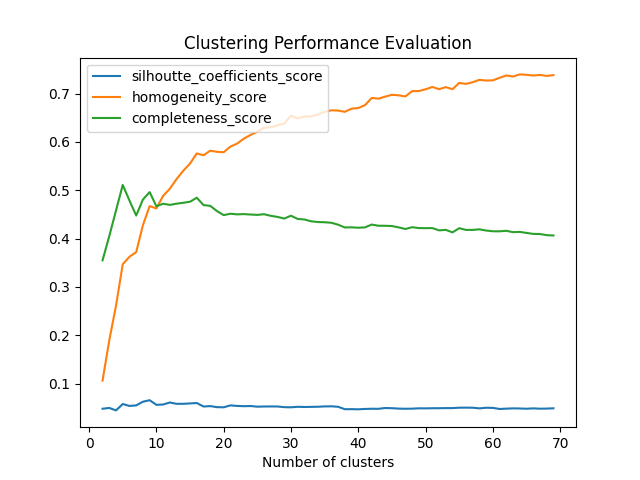 Clustering Performance Evaluation
silhoutte_coefficients_score
homogeneity_score
completeness_score
0.7
0.6
0.5
0.4
0.3
0.2
0.1
0 10 20 30 40 50 60 70
Number of clusters